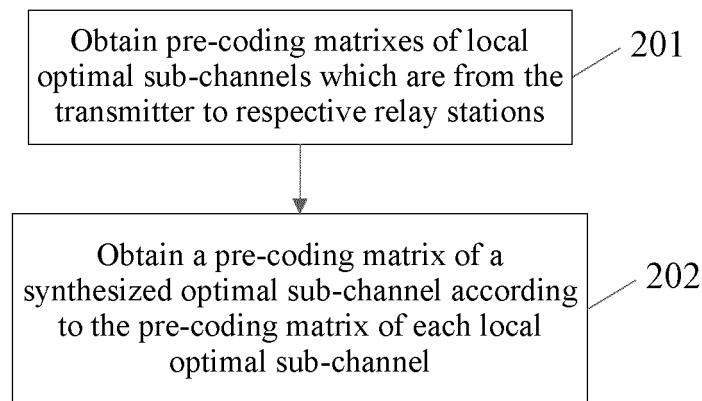 Obtain pre-coding matrixes of local
optimal sub-channels which are from the
transmitter to respective relay stations
201
Obtain a pre-coding matrix of a
synthesized optimal sub-channel according
to the pre-coding matrix of each local
optimal sub-channel
202